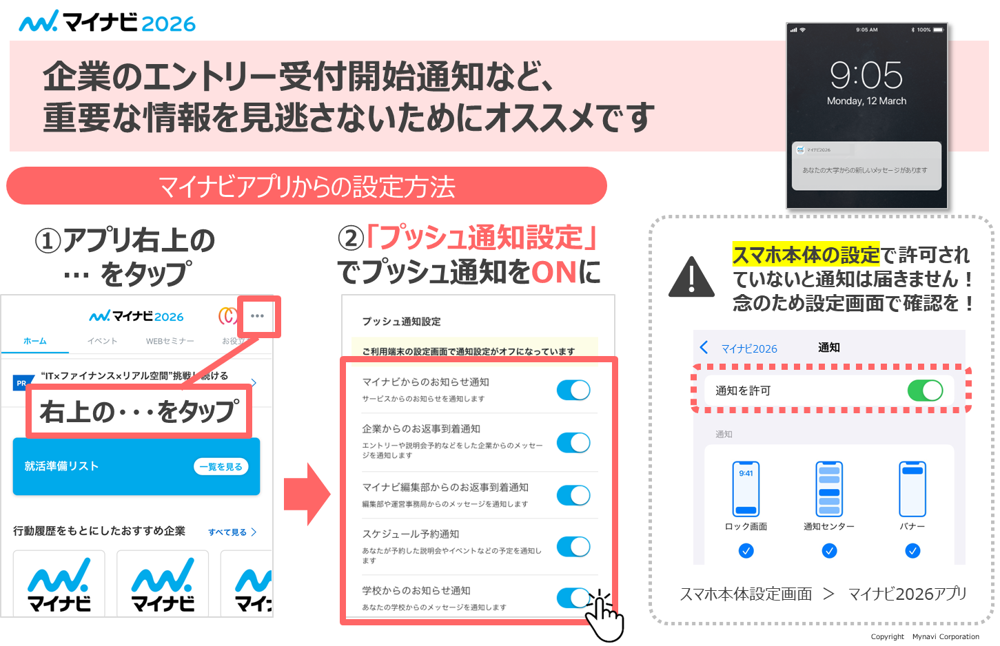 マイナビ2026
企業のエントリー受付開始通知など、
重要な情報を見逃さないためにオススメです
9:05 AM
100%
9:05
Monday, 12 March
マイナビ2026
あなたの大学からの新しいメッセージがあります
マイナビアプリからの設定方法
①アプリ右上の
… をタップ
マイナビ2026
ホーム
イベント
WEBセミナー
お役立
PR
“IT×ファイナンス×リアル空間”挑戦し続ける
右上の・・・をタップ
就活準備リスト
一覧を見る
行動履歴をもとにしたおすすめ企業
すべて見る
マイナビ
マイナビ
マイナ
②「プッシュ通知設定」
でプッシュ通知をONに
プッシュ通知設定
ご利用端末の設定画面で通知設定がオフになっています
マイナビからのお知らせ通知
サービスからのお知らせを通知します
企業からのお返事到着通知
エントリーや説明会予約などをした企業からのメッセー
ジを通知します
マイナビ編集部からのお返事到着通知
編集部や運営事務局からのメッセージを通知します
スケジュール予約通知
あなたが予約した説明会やイベントなどの予定を通知し
ます
学校からのお知らせ通知
あなたの学校からのメッセージを通知します
スマホ本体の設定で許可され
ていないと通知は届きません！
念のため設定画面で確認を！
マイナビ2026
通知
通知を許可
通知
9:41
ロック画面
通知センター
バナー
スマホ本体設定画面 ＞ マイナビ2026アプリ
Copyright Mynavi Corporation